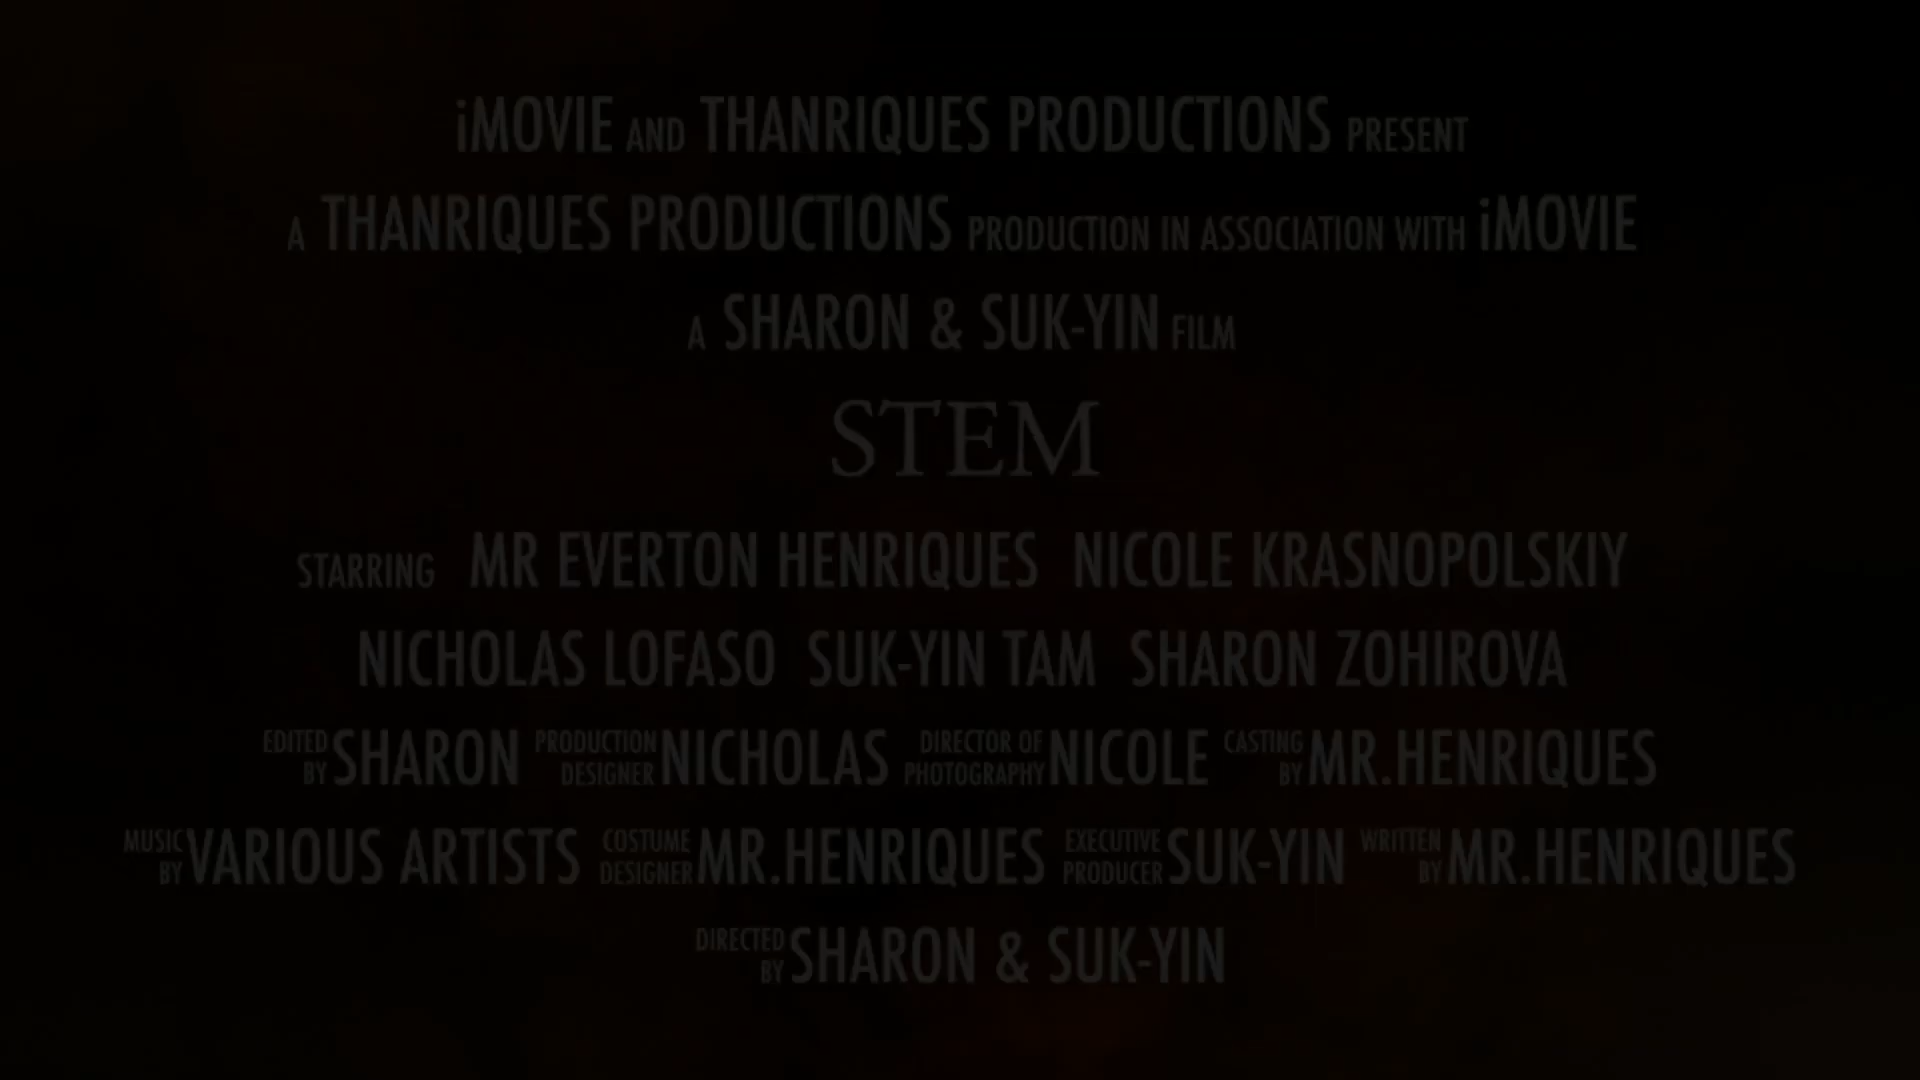 iMOVIE AND THANRIQUES PRODUCTIONS PRESENT
A THANRIQUES PRODUCTIONS PRODUCTION IN ASSOCIATION WITH iMOVIE
A SHARON & SUK-YIN FILM
STEM
STARRING MR EVERTON HENRIQUES NICOLE KRASNOPOLSKIY
NICHOLAS LOFASO SUK-YIN TAM SHARON ZOHIROVA
EDITED BY SHARON PRODUCTION DESIGNER NICHOLAS DIRECTOR OF PHOTOGRAPHY NICOLE CASTING BY MR.HENRIQUES
MUSIC BY VARIOUS ARTISTS COSTUME DESIGNER MR.HENRIQUES EXECUTIVE PRODUCER SUK-YIN WRITTEN BY MR.HENRIQUES
DIRECTED BY SHARON & SUK-YIN